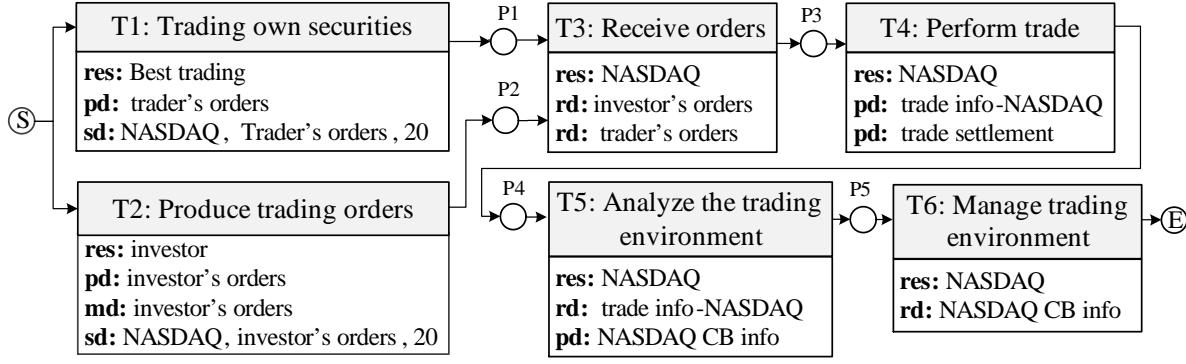 S
T1: Trading own securities
res: Best trading
pd: trader's orders
sd: NASDAQ, Trader's orders, 20
P1
T3: Receive orders
res: NASDAQ
rd: investor's orders
rd: trader's orders
P3
T4: Perform trade
res: NASDAQ
pd: trade info-NASDAQ
pd: trade settlement
P2
T2: Produce trading orders
res: investor
pd: investor's orders
md: investor's orders
sd: NASDAQ, investor's orders, 20
P4
T5: Analyze the trading
environment
res: NASDAQ
rd: trade info-NASDAQ
pd: NASDAQ CB info
P5
T6: Manage trading
environment
res: NASDAQ
rd: NASDAQ CB info
E